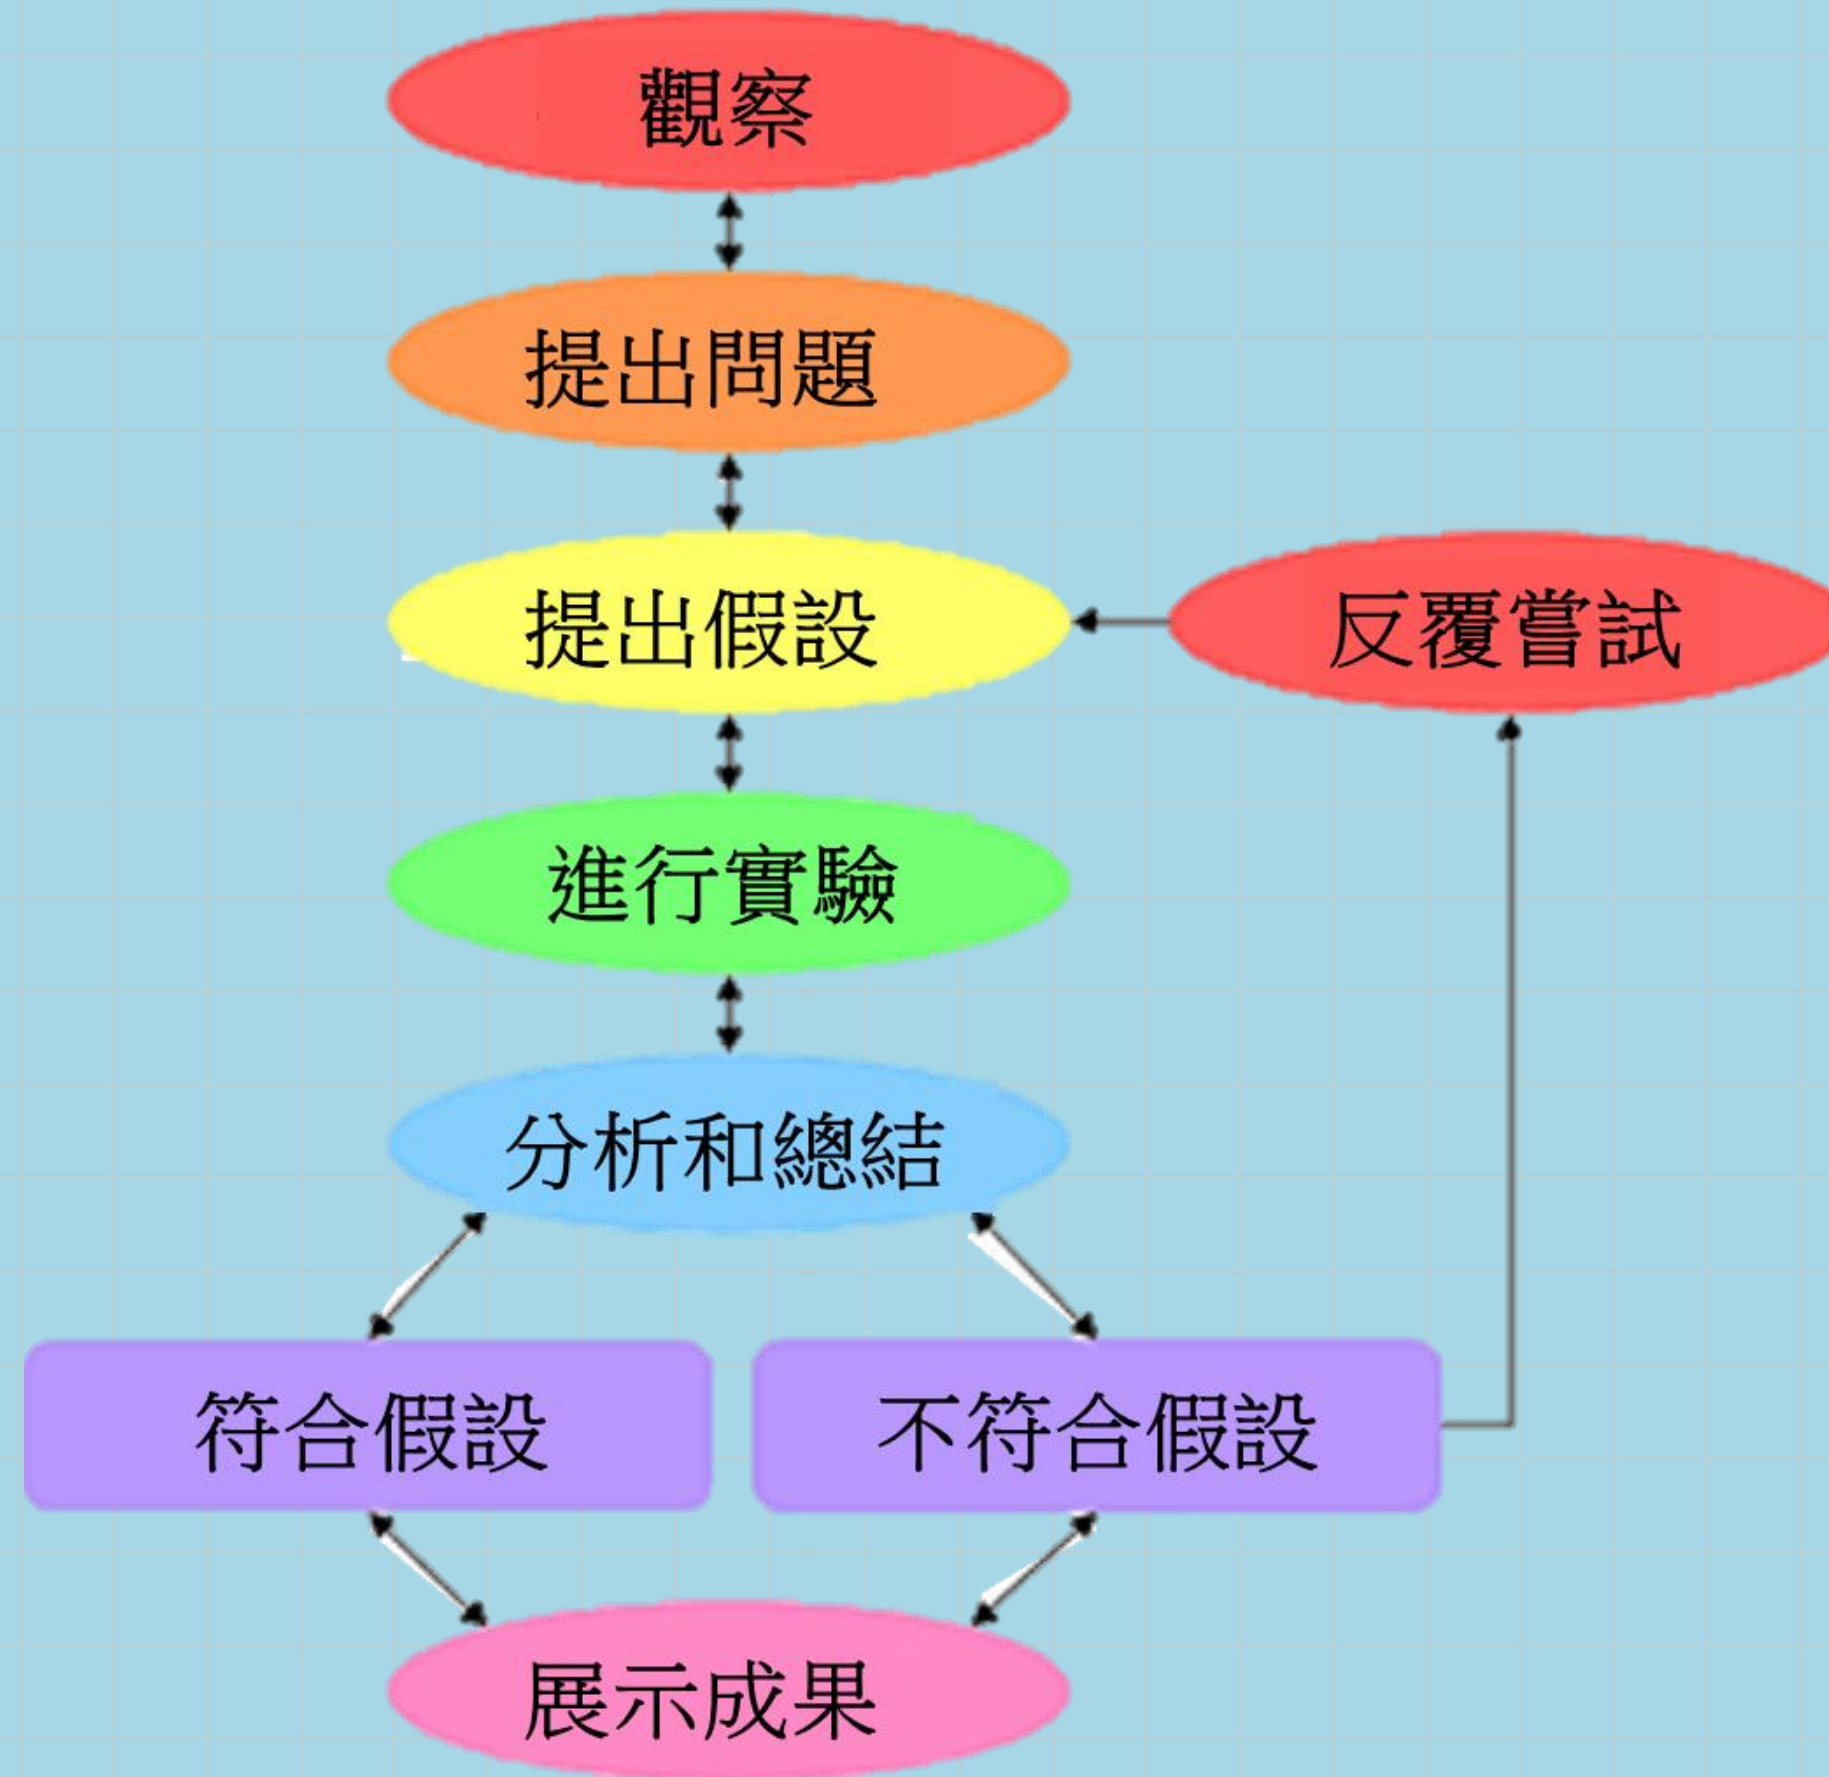 觀察
提出問題
提出假設
反覆嘗試
進行實驗
分析和總結
符合假設
不符合假設
展示成果